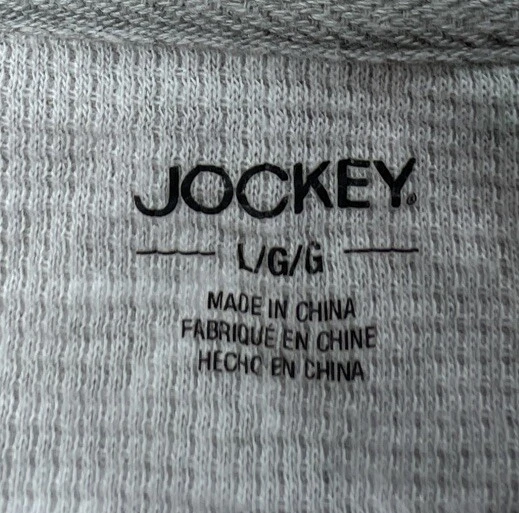 JOCKEY®
L/G/G
MADE IN CHINA
FABRIQUÉ EN CHINE
HECHO EN CHINA